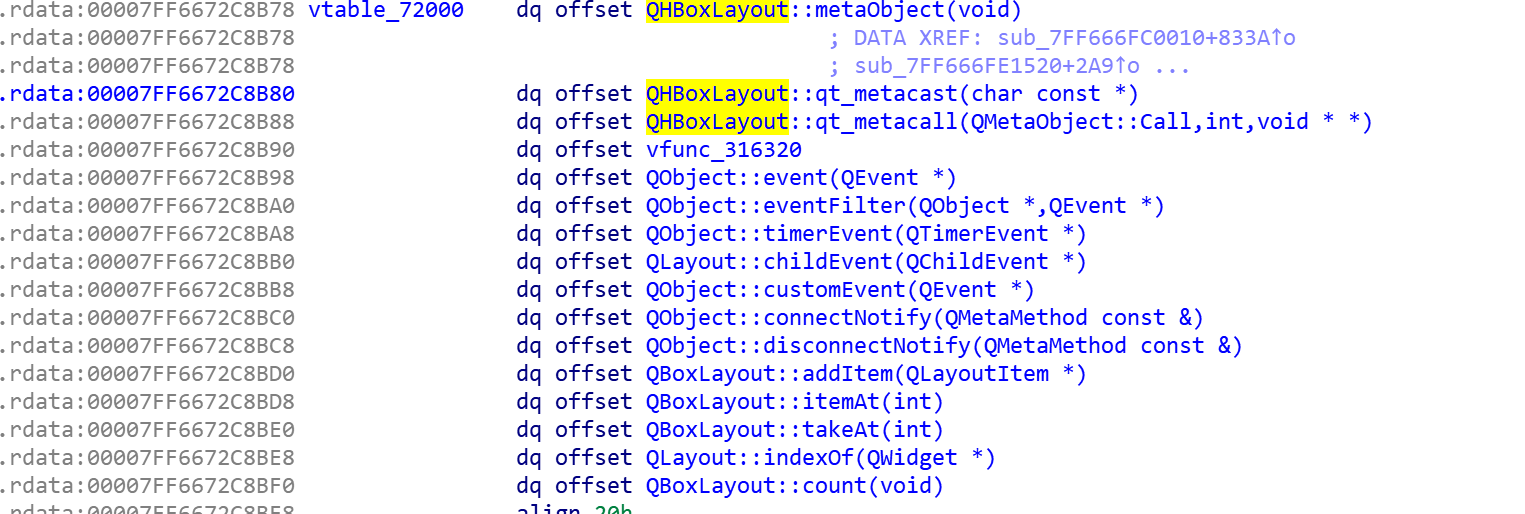 .rdata:00007FF6672C8B78 vtable_72000 dq offset QHBoxLayout::metaObject(void)
.rdata:00007FF6672C8B78 ; DATA XREF: sub_7FF666FC0010+833A↑o
.rdata:00007FF6672C8B78 ; sub_7FF666FE1520+2A9↑o ...
.rdata:00007FF6672C8B80 dq offset QHBoxLayout::qt_metacast(char const *)
.rdata:00007FF6672C8B88 dq offset QHBoxLayout::qt_metacall(QMetaObject::Call,int,void * *)
.rdata:00007FF6672C8B90 dq offset vfunc_316320
.rdata:00007FF6672C8B98 dq offset QObject::event(QEvent *)
.rdata:00007FF6672C8BA0 dq offset QObject::eventFilter(QObject *,QEvent *)
.rdata:00007FF6672C8BA8 dq offset QObject::timerEvent(QTimerEvent *)
.rdata:00007FF6672C8BB0 dq offset QLayout::childEvent(QChildEvent *)
.rdata:00007FF6672C8BB8 dq offset QObject::customEvent(QEvent *)
.rdata:00007FF6672C8BC0 dq offset QObject::connectNotify(QMetaMethod const &)
.rdata:00007FF6672C8BC8 dq offset QObject::disconnectNotify(QMetaMethod const &)
.rdata:00007FF6672C8BD0 dq offset QBoxLayout::addItem(QLayoutItem *)
.rdata:00007FF6672C8BD8 dq offset QBoxLayout::itemAt(int)
.rdata:00007FF6672C8BE0 dq offset QBoxLayout::takeAt(int)
.rdata:00007FF6672C8BE8 dq offset QLayout::indexOf(QWidget *)
.rdata:00007FF6672C8BF0 dq offset QBoxLayout::count(void)
.rdata:00007FF6672C8BF8 align 20h